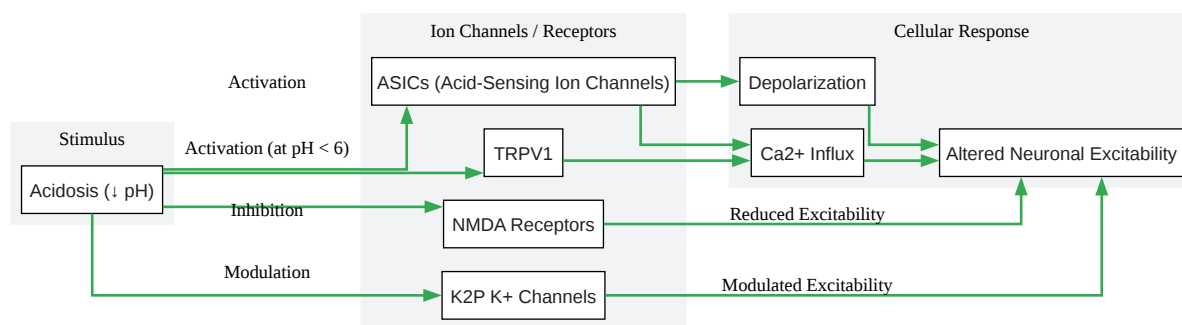 Ion Channels / Receptors
Cellular Response
Activation
ASICs (Acid-Sensing Ion Channels)
Depolarization
Stimulus
Activation (at pH < 6)
TRPV1
Ca2+ Influx
Altered Neuronal Excitability
Acidosis (↓ pH)
Inhibition
NMDA Receptors
Reduced Excitability
Modulation
K2P K+ Channels
Modulated Excitability